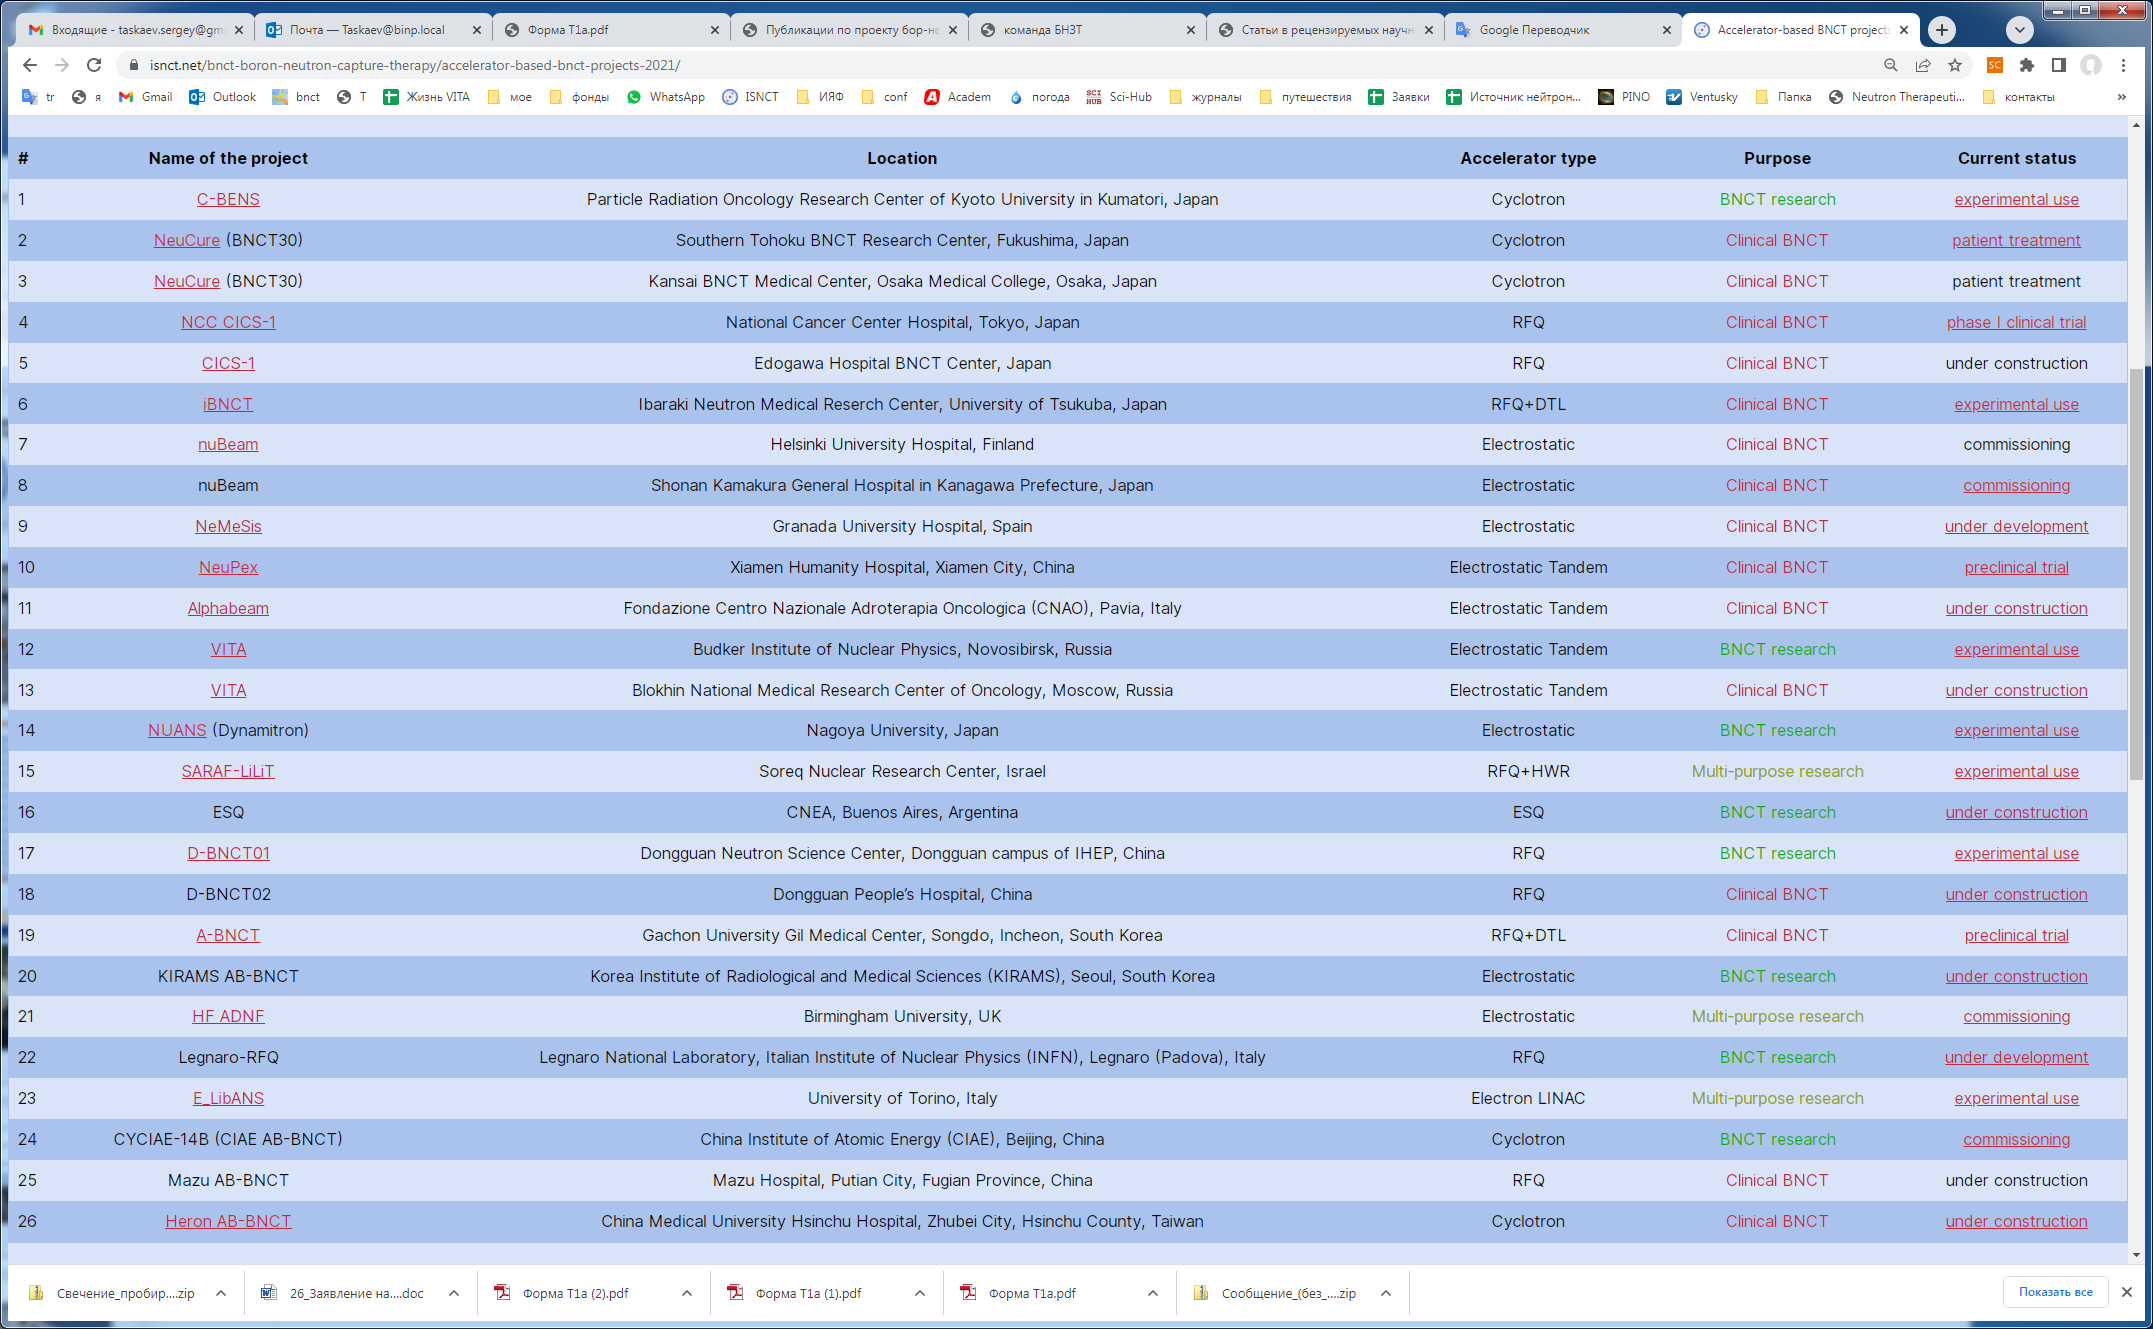 Входящие - taskaev.sergey@gm
Почта — Taskaev@binp.local
Форма Т1а.pdf
Публикации по проекту бор-не
команда БНЗТ
Статьи в рецензируемых научн
Google Переводчик
Accelerator-based BNCT projects
isnct.net/bnct-boron-neutron-capture-therapy/accelerator-based-bnct-projects-2021/
SC
tr я Gmail Outlook bnct T Жизнь VITA мое фонды WhatsApp ISNCT ИЯФ conf Academ погода SCI HUB Sci-Hub журналы путешествия Заявки Источник нейтрон... PINO Ventusky Папка Neutron Therapeuti... контакты »
# Name of the project Location Accelerator type Purpose Current status
1 C-BENS Particle Radiation Oncology Research Center of Kyoto University in Kumatori, Japan Cyclotron BNCT research experimental use
2 NeuCure (BNCT30) Southern Tohoku BNCT Research Center, Fukushima, Japan Cyclotron Clinical BNCT patient treatment
3 NeuCure (BNCT30) Kansai BNCT Medical Center, Osaka Medical College, Osaka, Japan Cyclotron Clinical BNCT patient treatment
4 NCC CICS-1 National Cancer Center Hospital, Tokyo, Japan RFQ Clinical BNCT phase I clinical trial
5 CICS-1 Edogawa Hospital BNCT Center, Japan RFQ Clinical BNCT under construction
6 iBNCT Ibaraki Neutron Medical Reserch Center, University of Tsukuba, Japan RFQ+DTL Clinical BNCT experimental use
7 nuBeam Helsinki University Hospital, Finland Electrostatic Clinical BNCT commissioning
8 nuBeam Shonan Kamakura General Hospital in Kanagawa Prefecture, Japan Electrostatic Clinical BNCT commissioning
9 NeMeSis Granada University Hospital, Spain Electrostatic Clinical BNCT under development
10 NeuPex Xiamen Humanity Hospital, Xiamen City, China Electrostatic Tandem Clinical BNCT preclinical trial
11 Alphabeam Fondazione Centro Nazionale Adroterapia Oncologica (CNAO), Pavia, Italy Electrostatic Tandem Clinical BNCT under construction
12 VITA Budker Institute of Nuclear Physics, Novosibirsk, Russia Electrostatic Tandem BNCT research experimental use
13 VITA Blokhin National Medical Research Center of Oncology, Moscow, Russia Electrostatic Tandem Clinical BNCT under construction
14 NUANS (Dynamitron) Nagoya University, Japan Electrostatic BNCT research experimental use
15 SARAF-LiLiT Soreq Nuclear Research Center, Israel RFQ+HWR Multi-purpose research experimental use
16 ESQ CNEA, Buenos Aires, Argentina ESQ BNCT research under construction
17 D-BNCT01 Dongguan Neutron Science Center, Dongguan campus of IHEP, China RFQ BNCT research experimental use
18 D-BNCT02 Dongguan People’s Hospital, China RFQ Clinical BNCT under construction
19 A-BNCT Gachon University Gil Medical Center, Songdo, Incheon, South Korea RFQ+DTL Clinical BNCT preclinical trial
20 KIRAMS AB-BNCT Korea Institute of Radiological and Medical Sciences (KIRAMS), Seoul, South Korea Electrostatic BNCT research under construction
21 HF ADNF Birmingham University, UK Electrostatic Multi-purpose research commissioning
22 Legnaro-RFQ Legnaro National Laboratory, Italian Institute of Nuclear Physics (INFN), Legnaro (Padova), Italy RFQ BNCT research under development
23 E_LibANS University of Torino, Italy Electron LINAC Multi-purpose research experimental use
24 CYCIAE-14B (CIAE AB-BNCT) China Institute of Atomic Energy (CIAE), Beijing, China Cyclotron BNCT research commissioning
25 Mazu AB-BNCT Mazu Hospital, Putian City, Fugian Province, China RFQ Clinical BNCT under construction
26 Heron AB-BNCT China Medical University Hsinchu Hospital, Zhubei City, Hsinchu County, Taiwan Cyclotron Clinical BNCT under construction
Свечение_пробир....zip 26_Заявление на....doc Форма Т1а (2).pdf Форма Т1а (1).pdf Форма Т1а.pdf Сообщение_(без_....zip Показать все